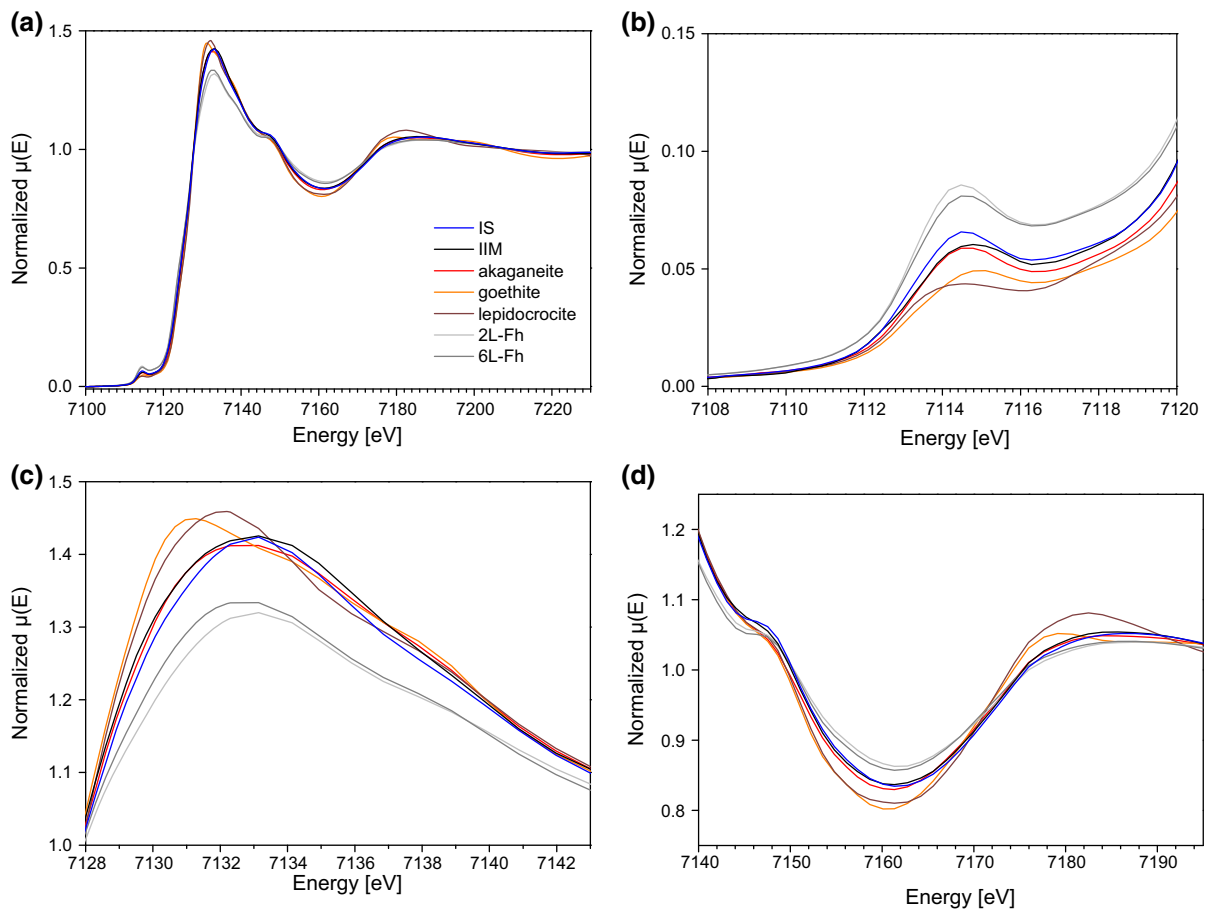 (a)
Normalized μ(E)
1.5
1.0
0.5
0.0
IS
IIM
akaganeite
goethite
lepidocrocite
2L-Fh
6L-Fh
7100 7120 7140 7160 7180 7200 7220
Energy [eV]
(b)
Normalized μ(E)
0.15
0.10
0.05
0.00
7108 7110 7112 7114 7116 7118 7120
Energy [eV]
(c)
Normalized μ(E)
1.5
1.4
1.3
1.2
1.1
1.0
7128 7130 7132 7134 7136 7138 7140 7142
Energy [eV]
(d)
Normalized μ(E)
1.2
1.1
1.0
0.9
0.8
7140 7150 7160 7170 7180 7190
Energy [eV]